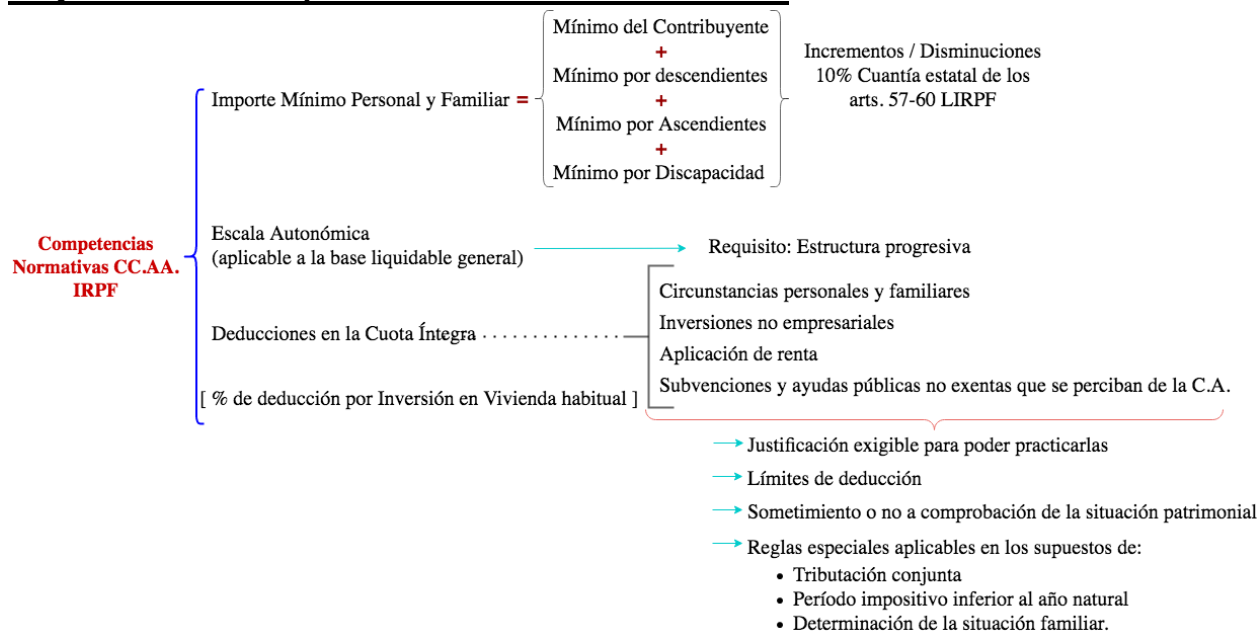 Mínimo del Contribuyente
+
Mínimo por descendientes
+
Mínimo por Ascendientes
+
Mínimo por Discapacidad
Incrementos / Disminuciones
10% Cuantía estatal de los
arts. 57-60 LIRPF
Importe Mínimo Personal y Familiar =
Competencias
Normativas CC.AA.
IRPF
Escala Autonómica
(aplicable a la base liquidable general)
Requisito: Estructura progresiva
Deducciones en la Cuota Íntegra
Circunstancias personales y familiares
Inversiones no empresariales
Aplicación de renta
Subvenciones y ayudas públicas no exentas que se perciban de la C.A.
[ % de deducción por Inversión en Vivienda habitual ]
Justificación exigible para poder practicarlas
Límites de deducción
Sometimiento o no a comprobación de la situación patrimonial
Reglas especiales aplicables en los supuestos de:
• Tributación conjunta
• Período impositivo inferior al año natural
• Determinación de la situación familiar.